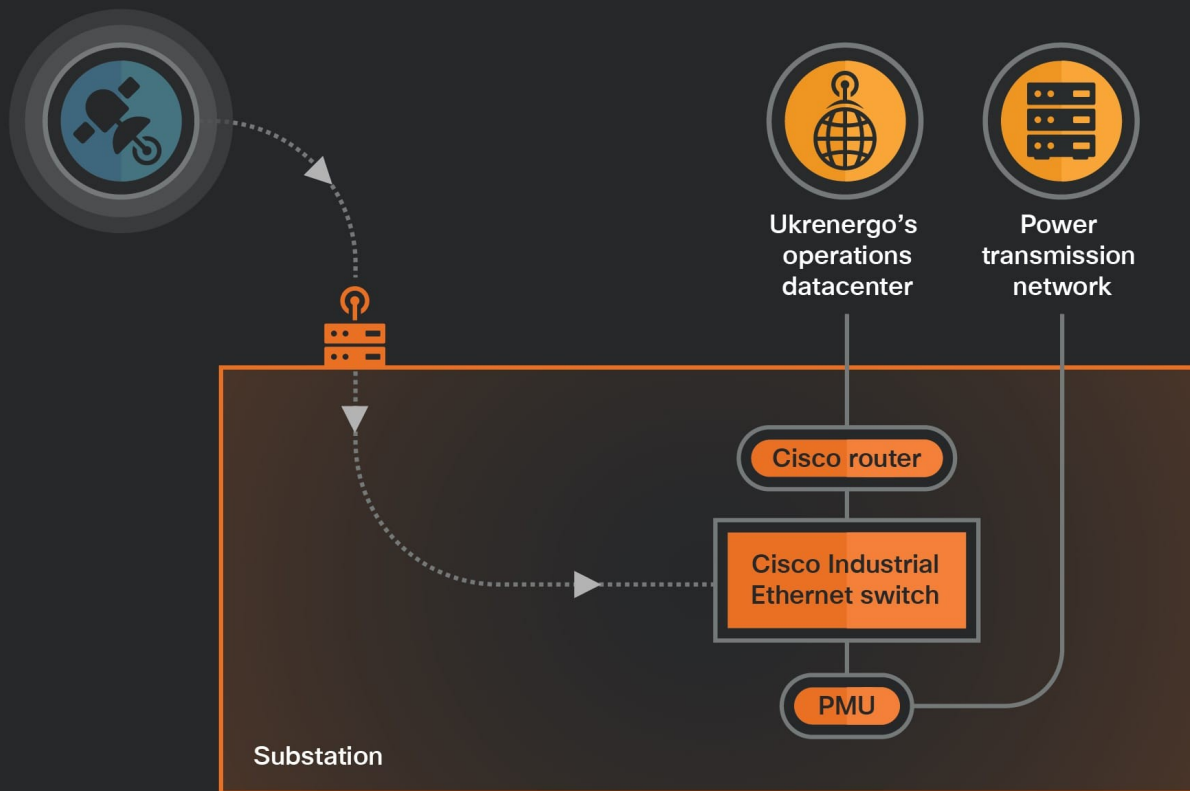 Ukrenergo’s
operations
datacenter
Power
transmission
network
Cisco router
Cisco Industrial
Ethernet switch
PMU
Substation